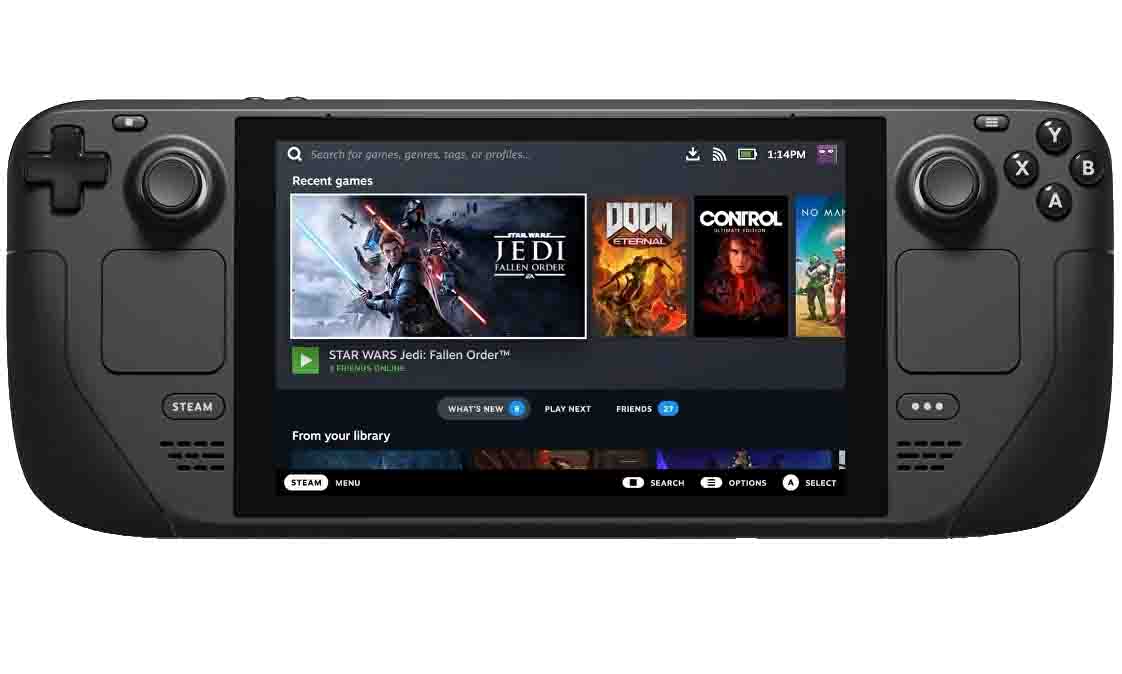 Search for games, genres, tags, or profiles...
1:14PM
Recent games
STAR WARS
JEDI
FALLEN ORDER
EA
DOOM
ETERNAL
CONTROL
ULTIMATE EDITION
NO MAN
STAR WARS Jedi: Fallen Order™
FRIENDS ONLINE
WHAT'S NEW 8
PLAY NEXT
FRIENDS 27
From your library
STEAM MENU
SEARCH
OPTIONS
A SELECT
STEAM
Y
X
B
A